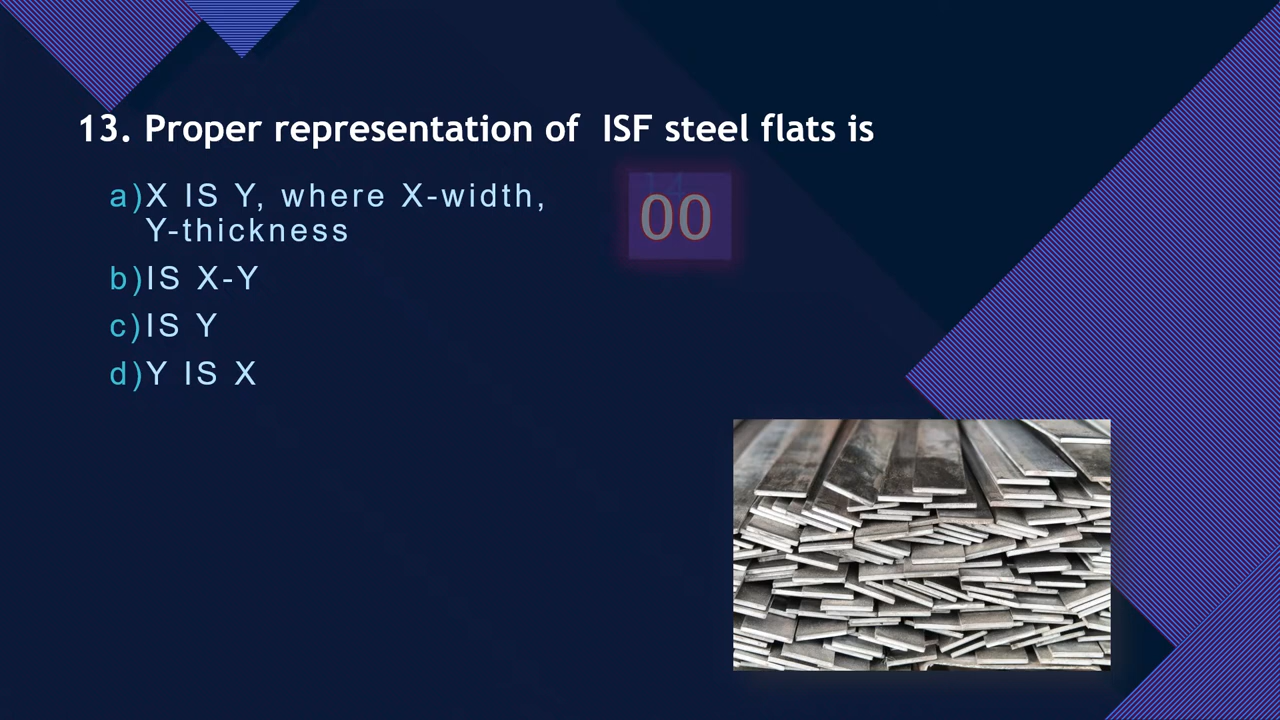 13. Proper representation of ISF steel flats is
a)X IS Y, where X-width,
Y-thickness
00
b)IS X-Y
c)IS Y
d)Y IS X